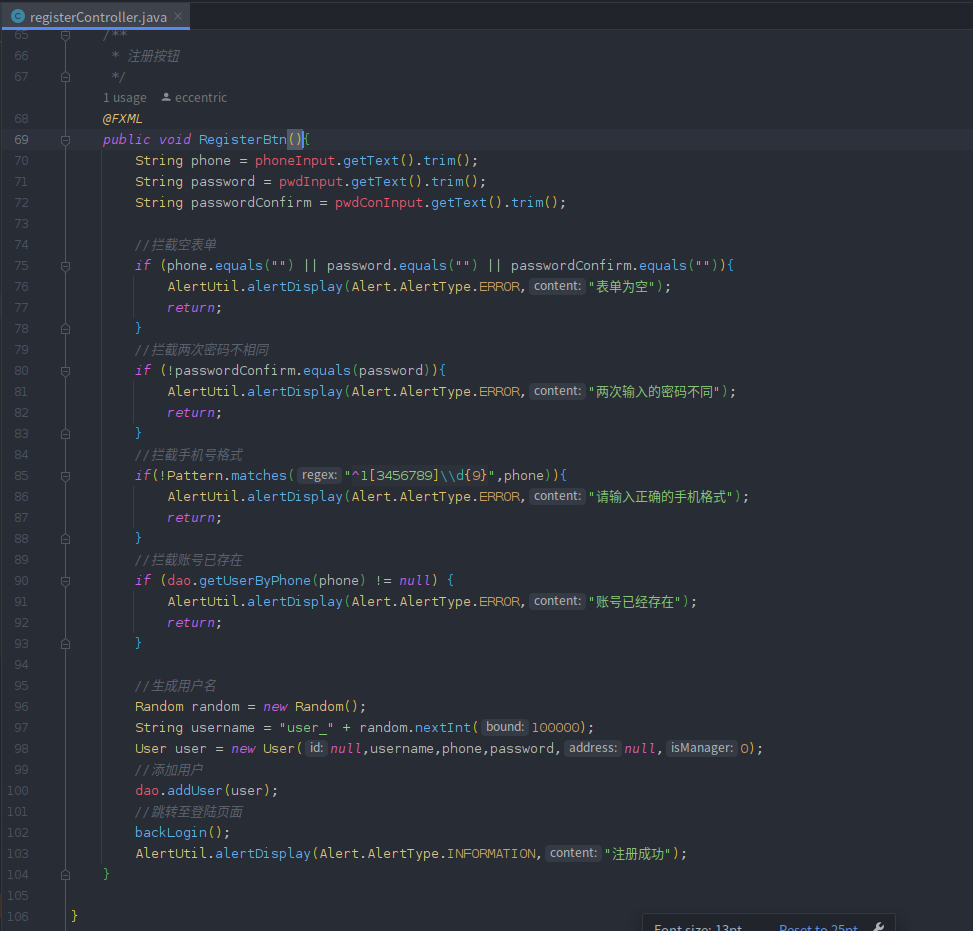 registerController.java
65 /**
66 * 注册按钮
67 */
1 usage eccentric
68 @FXML
69 public void RegisterBtn(){
70 String phone = phoneInput.getText().trim();
71 String password = pwdInput.getText().trim();
72 String passwordConfirm = pwdConInput.getText().trim();
73
74 //拦截空表单
75 if (phone.equals("") || password.equals("") || passwordConfirm.equals("")){
76 AlertUtil.alertDisplay(Alert.AlertType.ERROR, content: "表单为空");
77 return;
78 }
79 //拦截两次密码不相同
80 if (!passwordConfirm.equals(password)){
81 AlertUtil.alertDisplay(Alert.AlertType.ERROR, content: "两次输入的密码不同");
82 return;
83 }
84 //拦截手机号格式
85 if(!Pattern.matches( regex: "^1[3456789]\\d{9}",phone)){
86 AlertUtil.alertDisplay(Alert.AlertType.ERROR, content: "请输入正确的手机格式");
87 return;
88 }
89 //拦截账号已存在
90 if (dao.getUserByPhone(phone) != null) {
91 AlertUtil.alertDisplay(Alert.AlertType.ERROR, content: "账号已经存在");
92 return;
93 }
94
95 //生成用户名
96 Random random = new Random();
97 String username = "user_" + random.nextInt( bound: 100000);
98 User user = new User( id: null,username,phone,password, address: null, isManager: 0);
99 //添加用户
100 dao.addUser(user);
101 //跳转至登陆页面
102 backLogin();
103 AlertUtil.alertDisplay(Alert.AlertType.INFORMATION, content: "注册成功");
104 }
105
106 }
Font size: 13pt Reset to 25pt